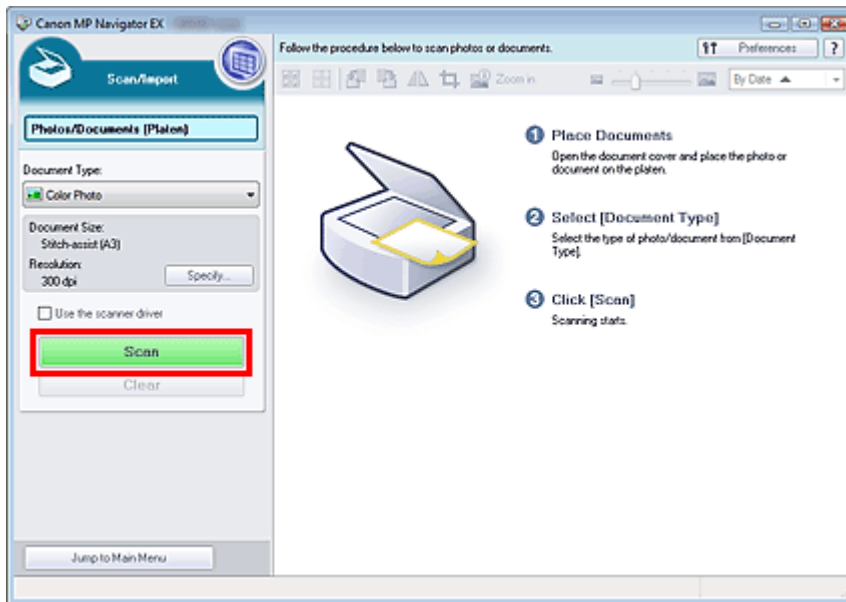 Canon MP Navigator EX
Scan/Import
Photos/Documents (Platen)
Document Type:
Color Photo
Document Size:
Stitch-assist (A3)
Resolution:
300 dpi
Specify...
Use the scanner driver
Scan
Clear
Jump to Main Menu
Follow the procedure below to scan photos or documents.
Preferences
?
Zoom in
By Date
1 Place Documents
Open the document cover and place the photo or
document on the platen.
2 Select [Document Type]
Select the type of photo/document from [Document
Type].
3 Click [Scan]
Scanning starts.